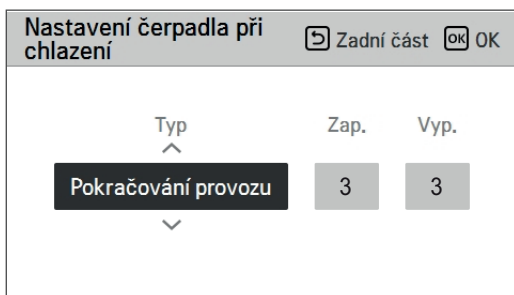 Nastavení čerpadla při chlazení
Zadní část OK OK
Typ Zap. Vyp.
Pokračování provozu 3 3